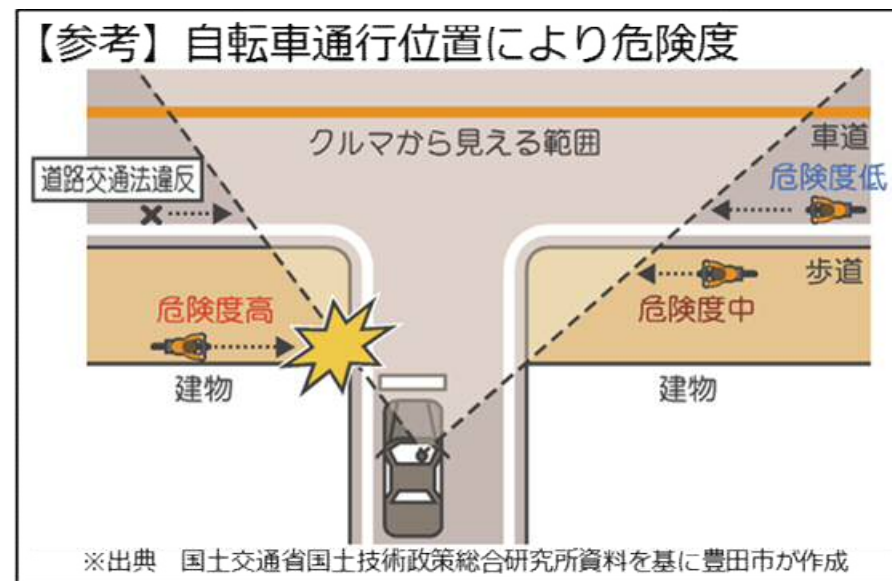 【参考】自転車通行位置により危険度
クルマから見える範囲
車道
道路交通法違反
危険度低
歩道
危険度高
危険度中
建物
建物
※出典　国土交通省国土技術政策総合研究所資料を基に豊田市が作成